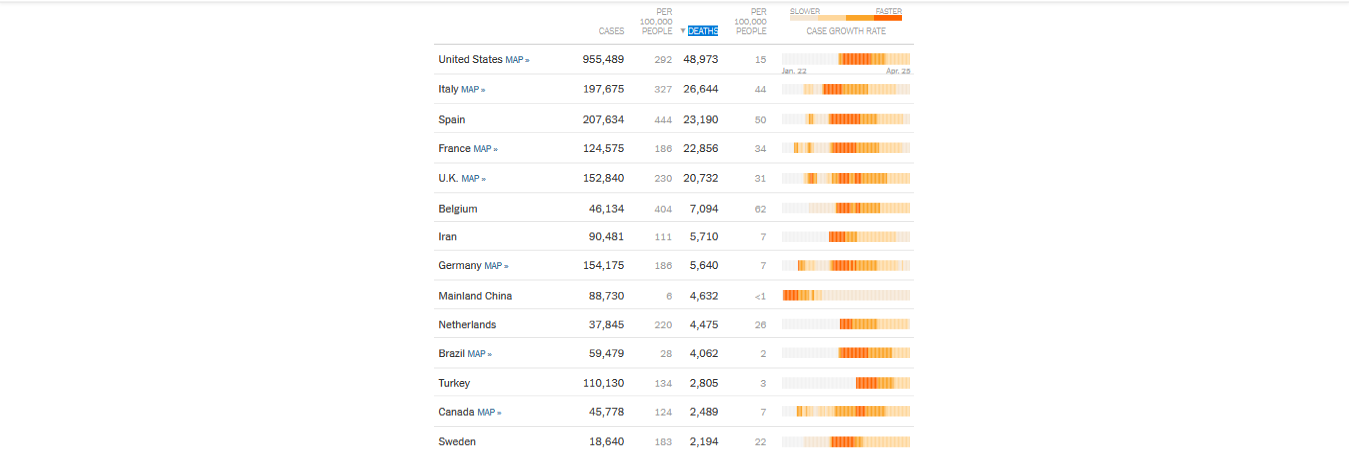 PER PER SLOWER FASTER
100,000 100,000
CASES PEOPLE ▼ DEATHS PEOPLE CASE GROWTH RATE
United States MAP » 955,489 292 48,973 15
Jan. 22 Apr. 25
Italy MAP » 197,675 327 26,644 44
Spain 207,634 444 23,190 50
France MAP » 124,575 186 22,856 34
U.K. MAP » 152,840 230 20,732 31
Belgium 46,134 404 7,094 62
Iran 90,481 111 5,710 7
Germany MAP » 154,175 186 5,640 7
Mainland China 88,730 6 4,632 <1
Netherlands 37,845 220 4,475 26
Brazil MAP » 59,479 28 4,062 2
Turkey 110,130 134 2,805 3
Canada MAP » 45,778 124 2,489 7
Sweden 18,640 183 2,194 22